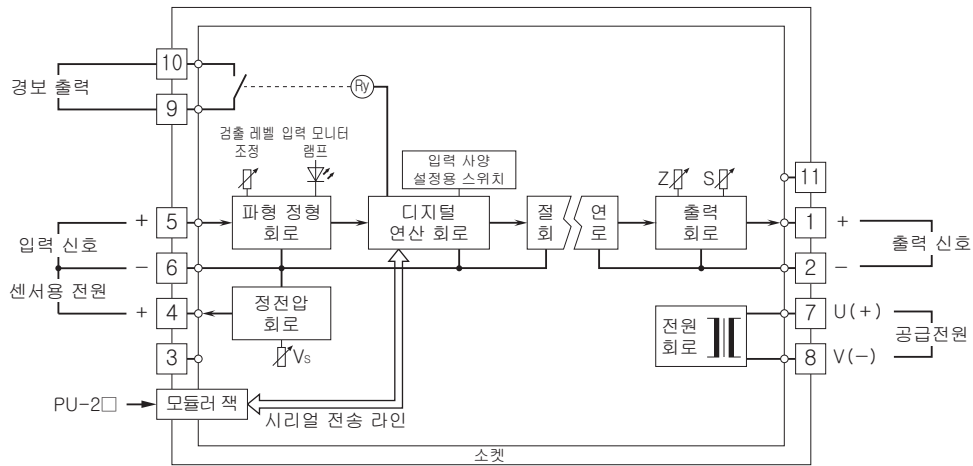 10
경보 출력
9
Ry
검출 레벨
조정
입력 모니터
램프
입력 사양
설정용 스위치
Z
S
11
+
5
파형 정형
회로
디지털
연산 회로
절 연
회 로
출력
회로
1
+
입력 신호
출력 신호
−
6
2
−
센서용 전원
+
4
정전압
회로
Vs
전원
회로
7
U(+)
공급전원
3
8
V(−)
PU-2□
모듈러 잭
시리얼 전송 라인
소켓